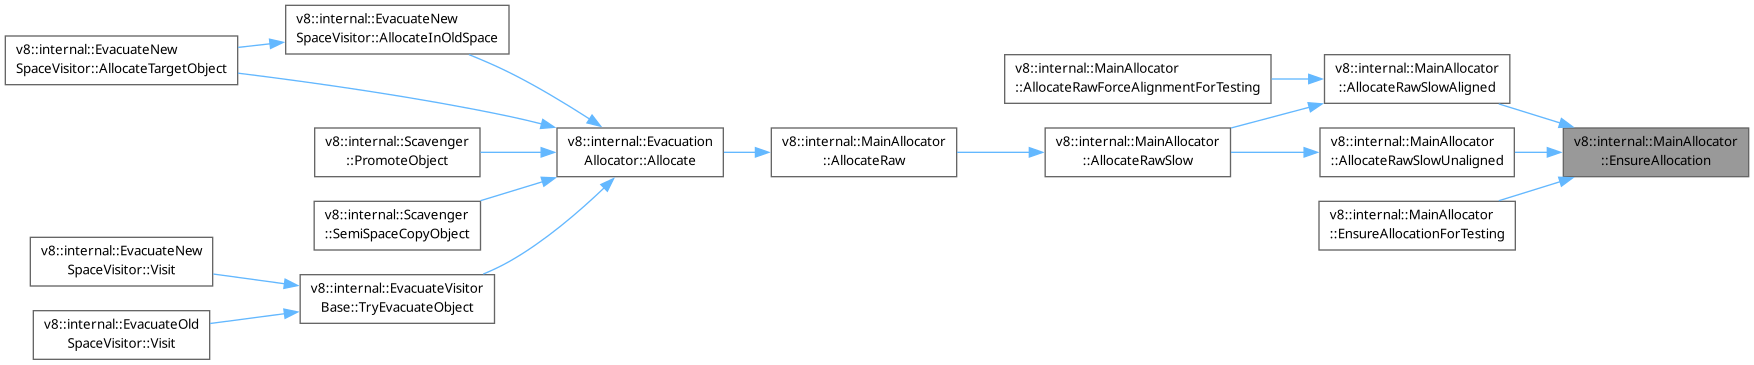 v8::internal::EvacuateNew
SpaceVisitor::AllocateTargetObject
v8::internal::EvacuateNew
SpaceVisitor::AllocateInOldSpace
v8::internal::Scavenger
::PromoteObject
v8::internal::Scavenger
::SemiSpaceCopyObject
v8::internal::EvacuateNew
SpaceVisitor::Visit
v8::internal::EvacuateOld
SpaceVisitor::Visit
v8::internal::EvacuateVisitor
Base::TryEvacuateObject
v8::internal::Evacuation
Allocator::Allocate
v8::internal::MainAllocator
::AllocateRaw
v8::internal::MainAllocator
::AllocateRawForceAlignmentForTesting
v8::internal::MainAllocator
::AllocateRawSlow
v8::internal::MainAllocator
::AllocateRawSlowAligned
v8::internal::MainAllocator
::AllocateRawSlowUnaligned
v8::internal::MainAllocator
::EnsureAllocationForTesting
v8::internal::MainAllocator
::EnsureAllocation